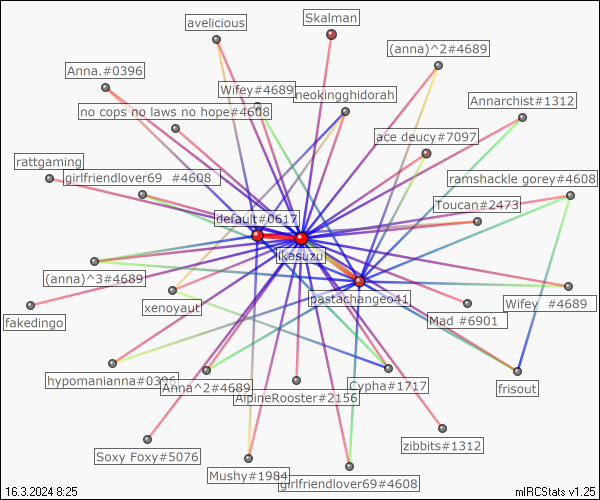 Skalman
avelicious
(anna)^2#4689
Anna.#0396
Wifey#4689
neokingghidorah
Annarchist#1312
no cops no laws no hope#4608
ace deucy#7097
rattgaming
girlfriendlover69 #4608
ramshackle gorey#4608
Toucan#2473
default#0617
ikasuzu
(anna)^3#4689
pastachangeo41
xenoyaut
Wifey #4689
fakedingo
Mad #6901
hypomanianna#0396
Anna^2#4689
Cypha#1717
frisout
AlpineRooster#2156
zibbits#1312
Soxy Foxy#5076
Mushy#1984
girlfriendlover69#4608
16.3.2024 8:25
mIRCStats v1.25